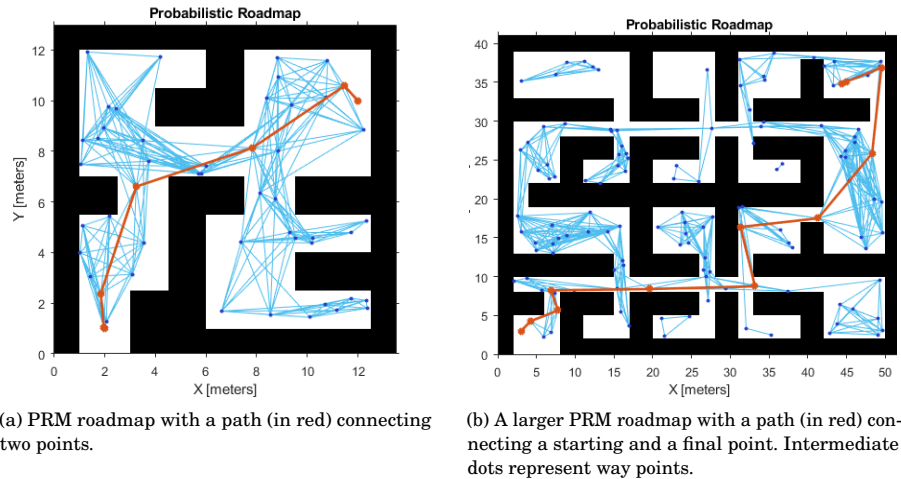 Probabilistic Roadmap
12
10
8
6
4
2
0
Y [meters]
0 2 4 6 8 10 12
X [meters]
(a) PRM roadmap with a path (in red) connecting
two points.
Probabilistic Roadmap
40
35
30
25
20
15
10
5
0
0 5 10 15 20 25 30 35 40 45 50
X [meters]
(b) A larger PRM roadmap with a path (in red) con-
necting a starting and a final point. Intermediate
dots represent way points.